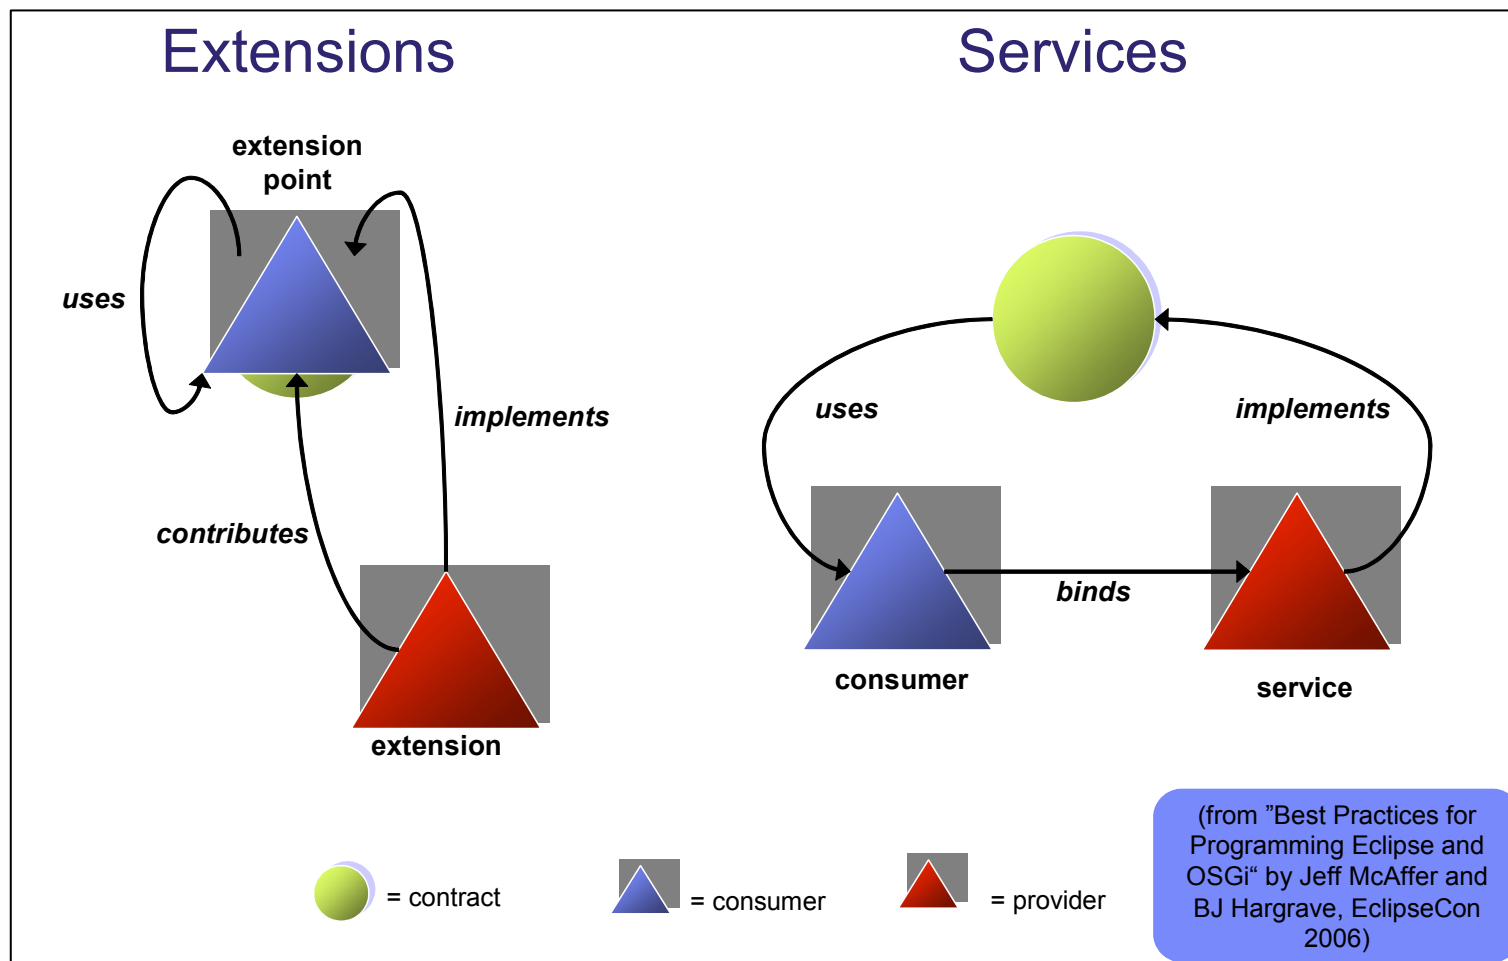 Extensions
Services
extension
point
uses
implements
contributes
extension
uses
implements
binds
consumer
service
= contract
= consumer
= provider
(from ”Best Practices for
Programming Eclipse and
OSGi“ by Jeff McAffer and
BJ Hargrave, EclipseCon
2006)